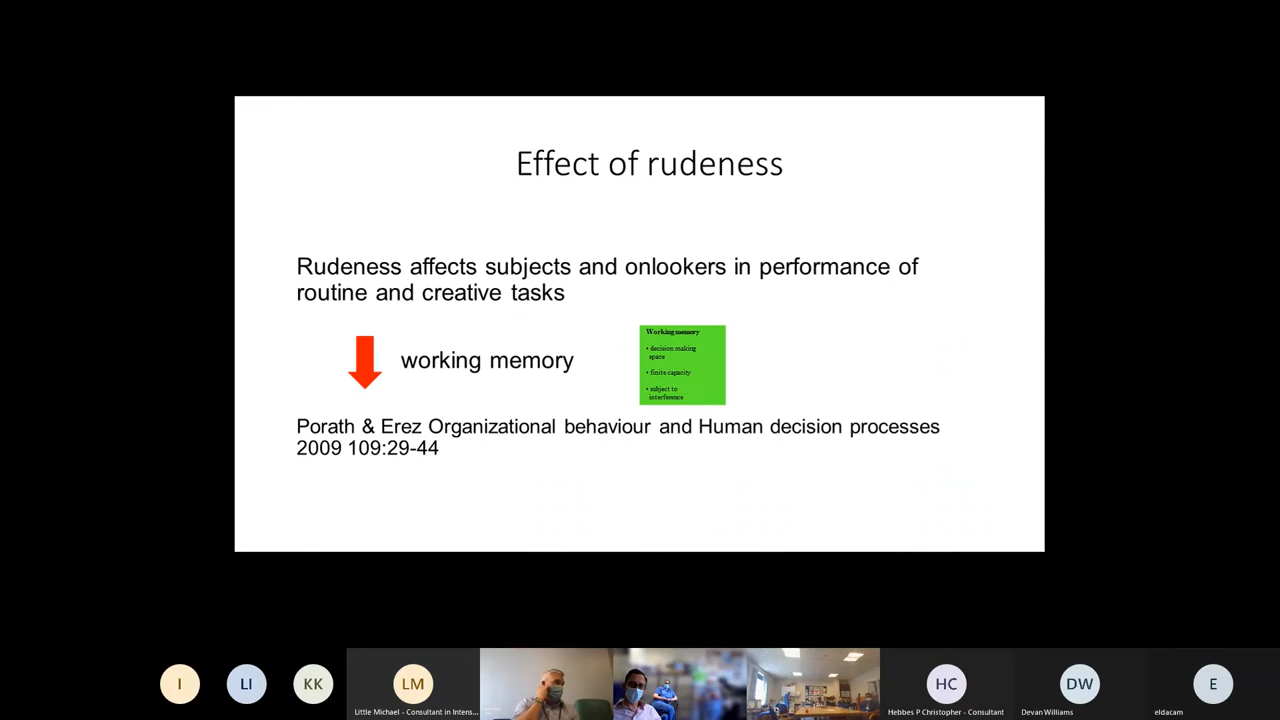 Effect of rudeness
Rudeness affects subjects and onlookers in performance of
routine and creative tasks
working memory
Working memory
• decision making
space
• finite capacity
• subject to
interference
Porath & Erez Organizational behaviour and Human decision processes
2009 109:29-44
I
LI
KK
LM
HC
DW
E
Little Michael - Consultant in Intens...
Hebbes P Christopher - Consultant
Devan Williams
eldacam